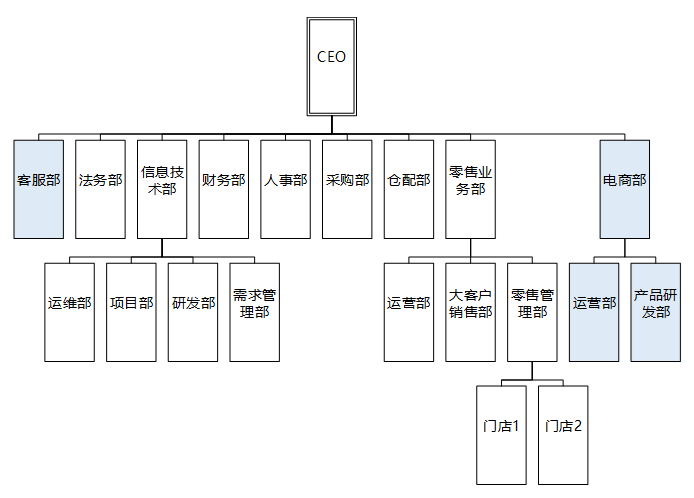 CEO
客服部
法务部
信息技
术部
财务部
人事部
采购部
仓配部
零售业
务部
电商部
运维部
项目部
研发部
需求管
理部
运营部
大客户
销售部
零售管
理部
运营部
产品研
发部
门店1
门店2